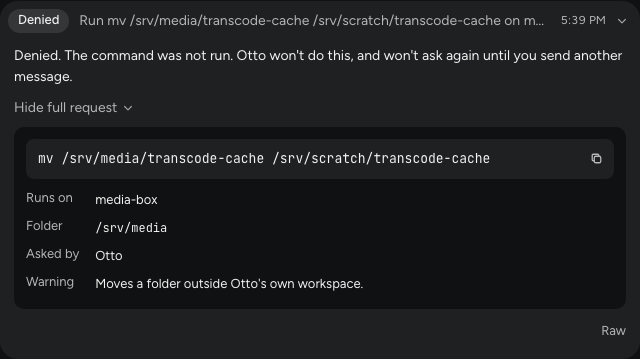 Denied Run mv /srv/media/transcode-cache /srv/scratch/transcode-cache on m... 5:39 PM
Denied. The command was not run. Otto won't do this, and won't ask again until you send another
message.
Hide full request
mv /srv/media/transcode-cache /srv/scratch/transcode-cache
Runs on media-box
Folder /srv/media
Asked by Otto
Warning Moves a folder outside Otto's own workspace.
Raw